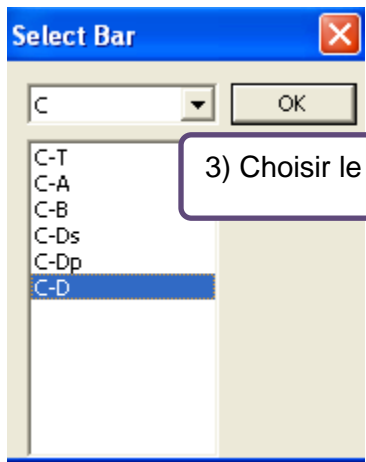 Select Bar
C
OK
C-T
C-A
C-B
C-Ds
C-Dp
C-D
3) Choisir le